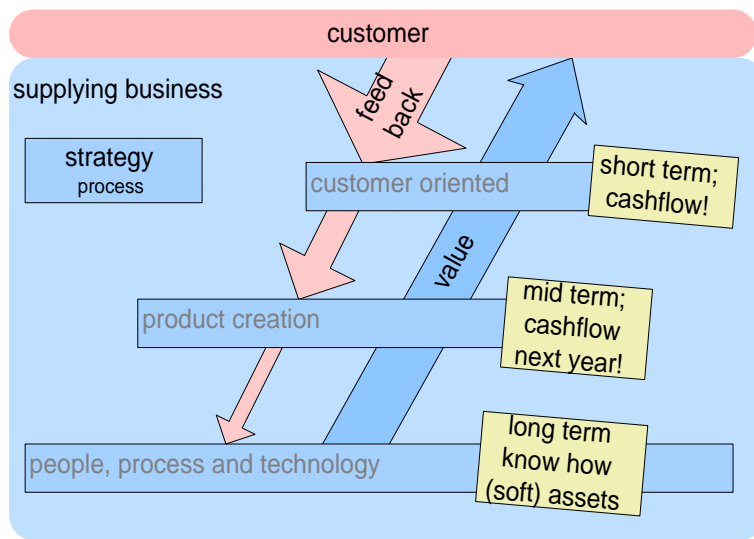 customer
supplying business
feed
back
strategy
process
customer oriented
short term;
cashflow!
value
product creation
mid term;
cashflow
next year!
people, process and technology
long term
know how
(soft) assets